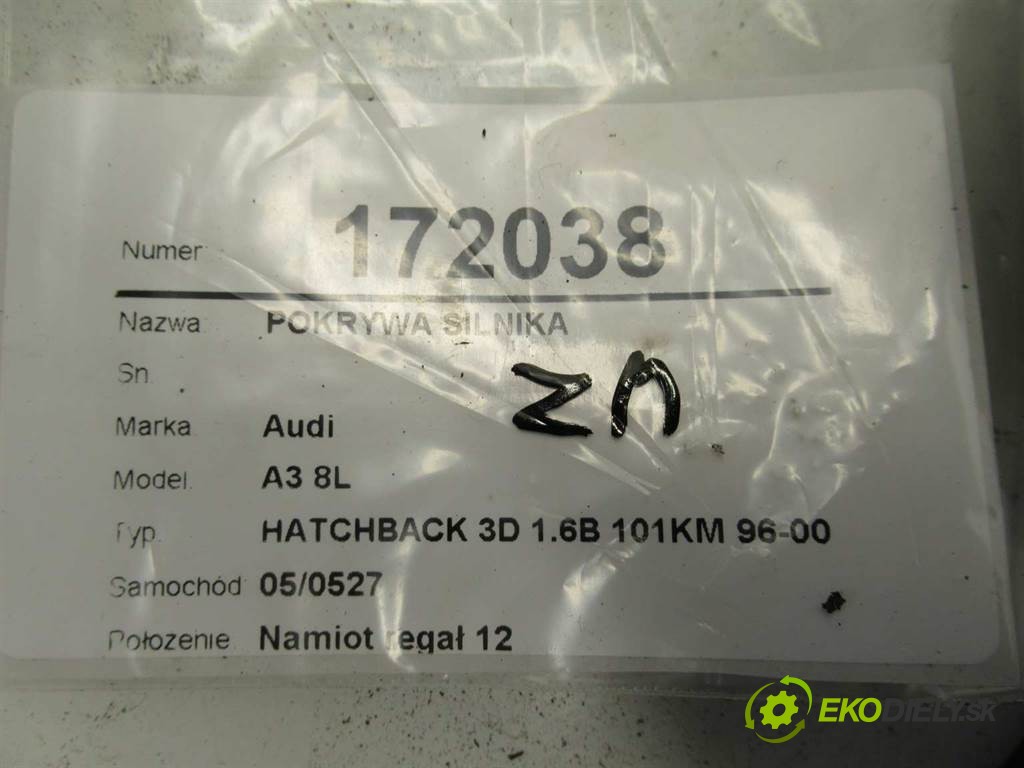 Numer 172038
Nazwa POKRYWA SILNIKA
Sn.
Marka Audi
Model. A3 8L
Typ. HATCHBACK 3D 1.6B 101KM 96-00
Samochód 05/0527
Położenie Namiot regał 12
EKODIELY.SK